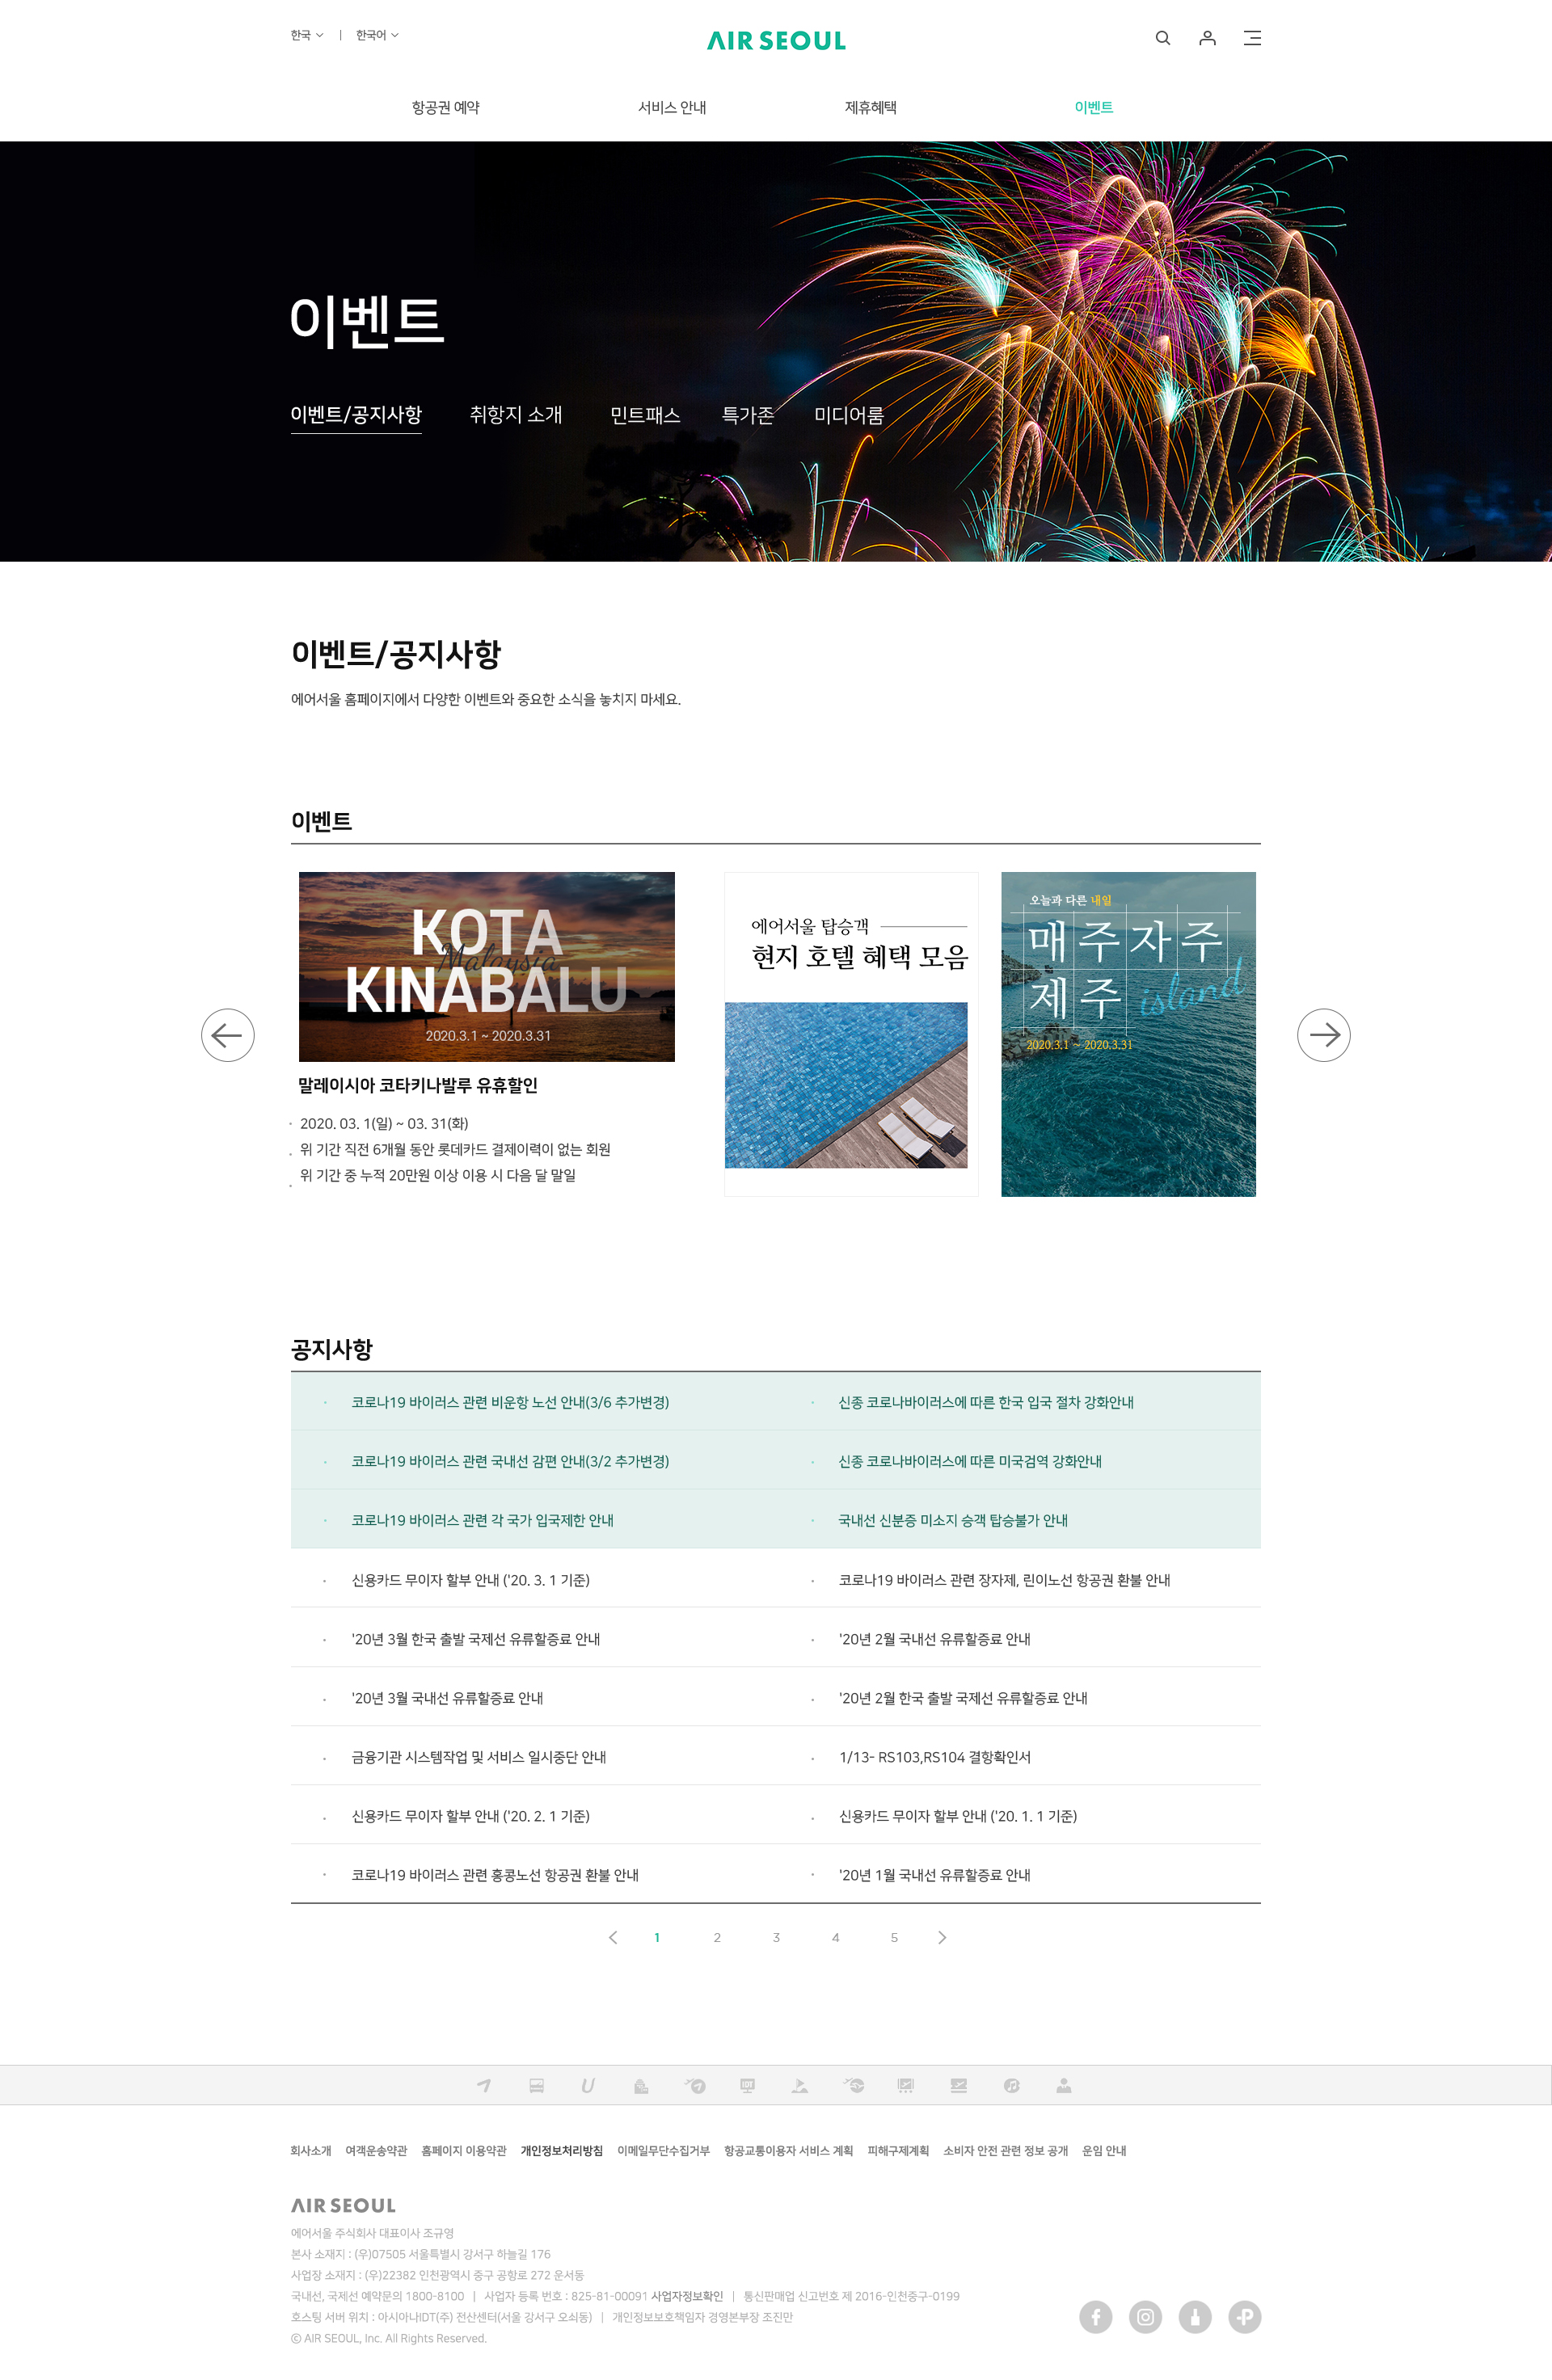 한국 | 한국어
AIR SEOUL
항공권 예약 서비스 안내 제휴혜택 이벤트
이벤트
이벤트/공지사항 취항지 소개 민트패스 특가존 미디어룸
이벤트/공지사항
에어서울 홈페이지에서 다양한 이벤트와 중요한 소식을 놓치지 마세요.
이벤트
KOTA
Malaysia
KINABALU
2020.3.1 ~ 2020.3.31
말레이시아 코타키나발루 유휴할인
2020. 03. 1(일) ~ 03. 31(화)
위 기간 직전 6개월 동안 롯데카드 결제이력이 없는 회원
위 기간 중 누적 20만원 이상 이용 시 다음 달 말일
에어서울 탑승객
현지 호텔 혜택 모음
오늘과 다른 내일
매주자주
제주 island
2020.3.1 ~ 2020.3.31
공지사항
코로나19 바이러스 관련 비운항 노선 안내(3/6 추가변경) 신종 코로나바이러스에 따른 한국 입국 절차 강화안내
코로나19 바이러스 관련 국내선 감편 안내(3/2 추가변경) 신종 코로나바이러스에 따른 미국검역 강화안내
코로나19 바이러스 관련 각 국가 입국제한 안내 국내선 신분증 미소지 승객 탑승불가 안내
신용카드 무이자 할부 안내 ('20. 3. 1 기준) 코로나19 바이러스 관련 장자제, 린이노선 항공권 환불 안내
'20년 3월 한국 출발 국제선 유류할증료 안내 '20년 2월 국내선 유류할증료 안내
'20년 3월 국내선 유류할증료 안내 '20년 2월 한국 출발 국제선 유류할증료 안내
금융기관 시스템작업 및 서비스 일시중단 안내 1/13- RS103,RS104 결항확인서
신용카드 무이자 할부 안내 ('20. 2. 1 기준) 신용카드 무이자 할부 안내 ('20. 1. 1 기준)
코로나19 바이러스 관련 홍콩노선 항공권 환불 안내 '20년 1월 국내선 유류할증료 안내
1 2 3 4 5
회사소개 여객운송약관 홈페이지 이용약관 개인정보처리방침 이메일무단수집거부 항공교통이용자 서비스 계획 피해구제계획 소비자 안전 관련 정보 공개 운임 안내
AIR SEOUL
에어서울 주식회사 대표이사 조규영
본사 소재지 : (우)07505 서울특별시 강서구 하늘길 176
사업장 소재지 : (우)22382 인천광역시 중구 공항로 272 운서동
국내선, 국제선 예약문의 1800-8100 | 사업자 등록 번호 : 825-81-00091 사업자정보확인 | 통신판매업 신고번호 제 2016-인천중구-0199
호스팅 서버 위치 : 아시아나IDT(주) 전산센터(서울 강서구 오쇠동) | 개인정보보호책임자 경영본부장 조진만
ⓒ AIR SEOUL, Inc. All Rights Reserved.